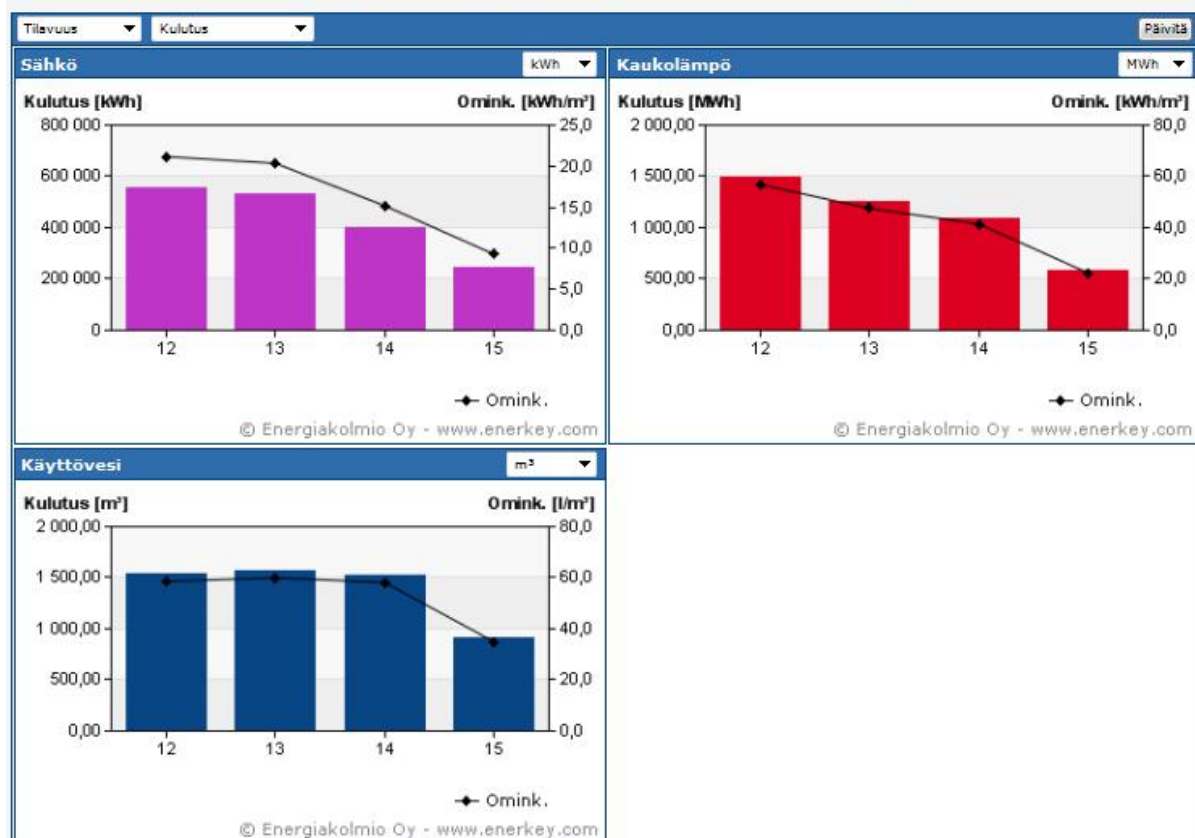 Tilavuus Kulutus Päivitä
Sähkö kWh
Kulutus [kWh] Omink. [kWh/m³]
800 000 25,0
600 000 20,0
400 000 15,0
200 000 10,0
0 5,0
0,0
12 13 14 15
Omink.
© Energiakolmio Oy - www.enerkey.com
Kaukolämpö MWh
Kulutus [MWh] Omink. [kWh/m³]
2 000,00 80,0
1 500,00 60,0
1 000,00 40,0
500,00 20,0
0,00 0,0
12 13 14 15
Omink.
© Energiakolmio Oy - www.enerkey.com
Käyttövesi m³
Kulutus [m³] Omink. [l/m³]
2 000,00 80,0
1 500,00 60,0
1 000,00 40,0
500,00 20,0
0,00 0,0
12 13 14 15
Omink.
© Energiakolmio Oy - www.enerkey.com